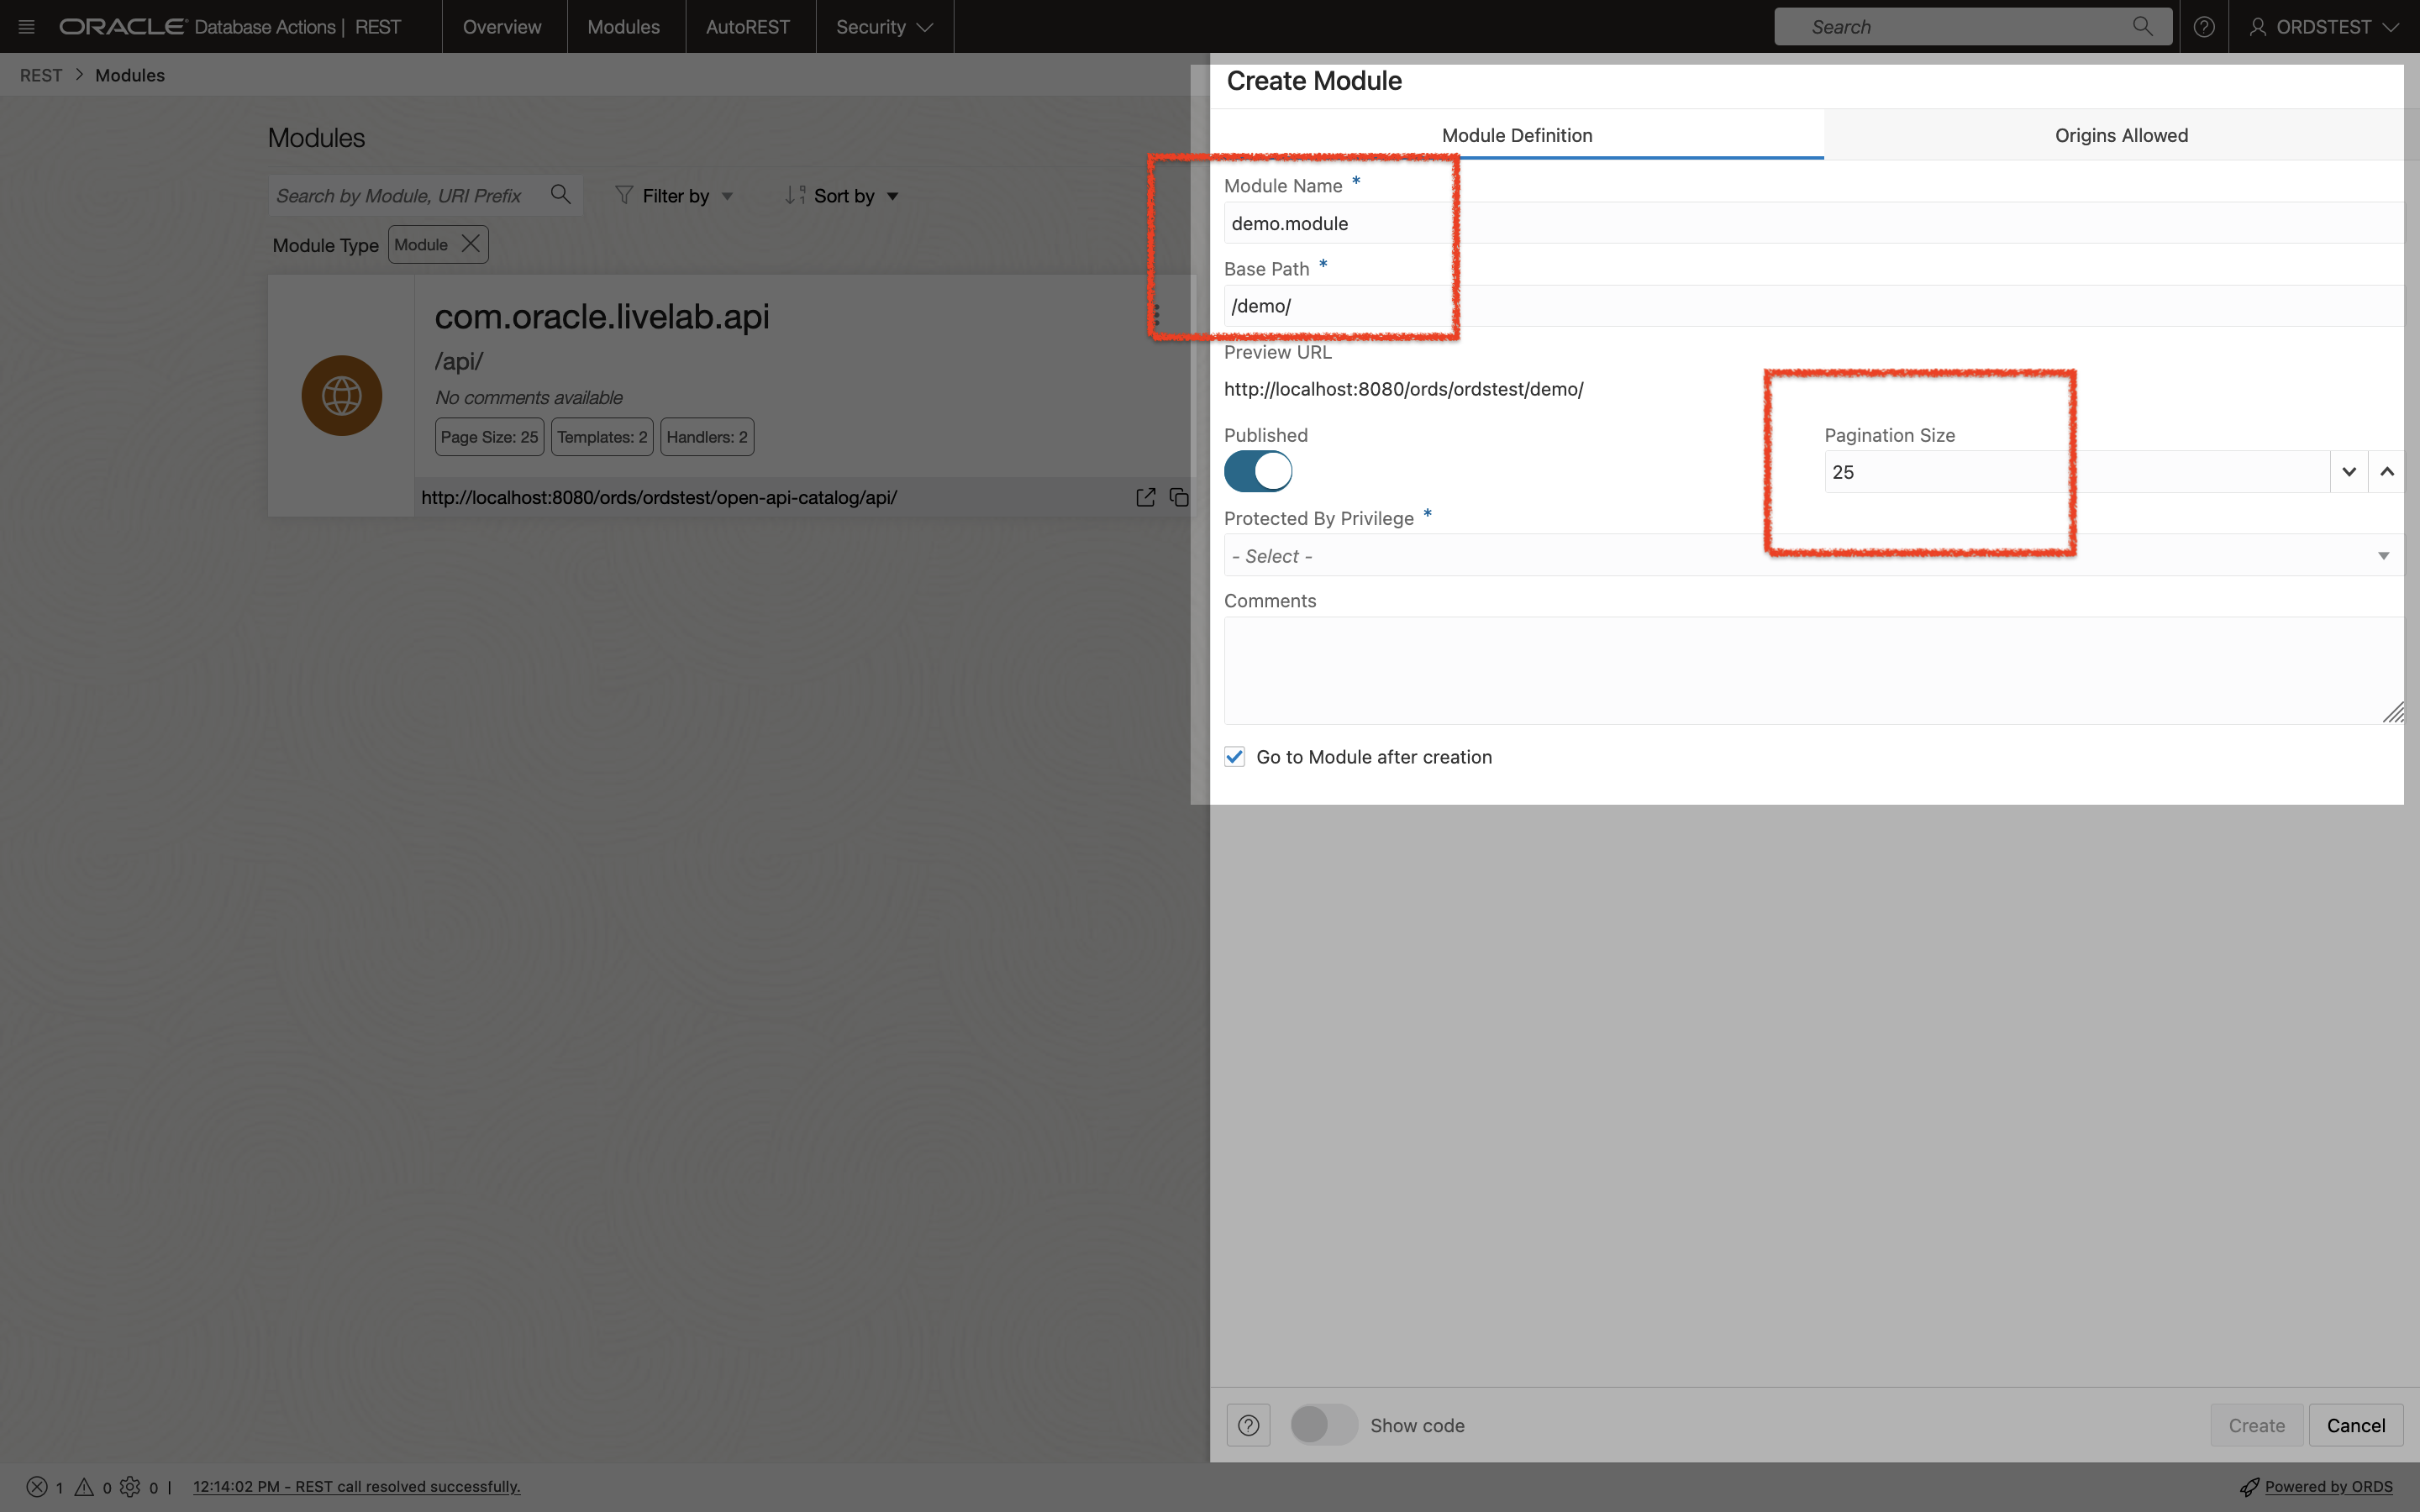 ORACLE Database Actions | REST Overview Modules AutoREST Security Search ORDSTEST
REST > Modules
Modules
Search by Module, URI Prefix Filter by Sort by
Module Type Module
com.oracle.livelab.api
/api/
No comments available
Page Size: 25 Templates: 2 Handlers: 2
http://localhost:8080/ords/ordstest/open-api-catalog/api/
Create Module
Module Definition Origins Allowed
Module Name *
demo.module
Base Path *
/demo/
Preview URL
http://localhost:8080/ords/ordstest/demo/
Published Pagination Size
25
Protected By Privilege *
- Select -
Comments
Go to Module after creation
Show code Create Cancel
1 0 0 | 12:14:02 PM - REST call resolved successfully. Powered by ORDS